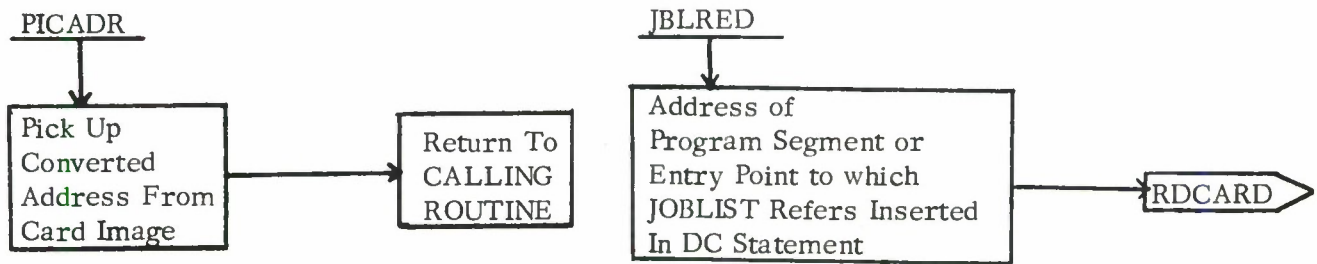 PICADR
Pick Up
Converted
Address From
Card Image
Return To
CALLING
ROUTINE
JBLRED
Address of
Program Segment or
Entry Point to which
JOBLIST Refers Inserted
In DC Statement
RDCARD